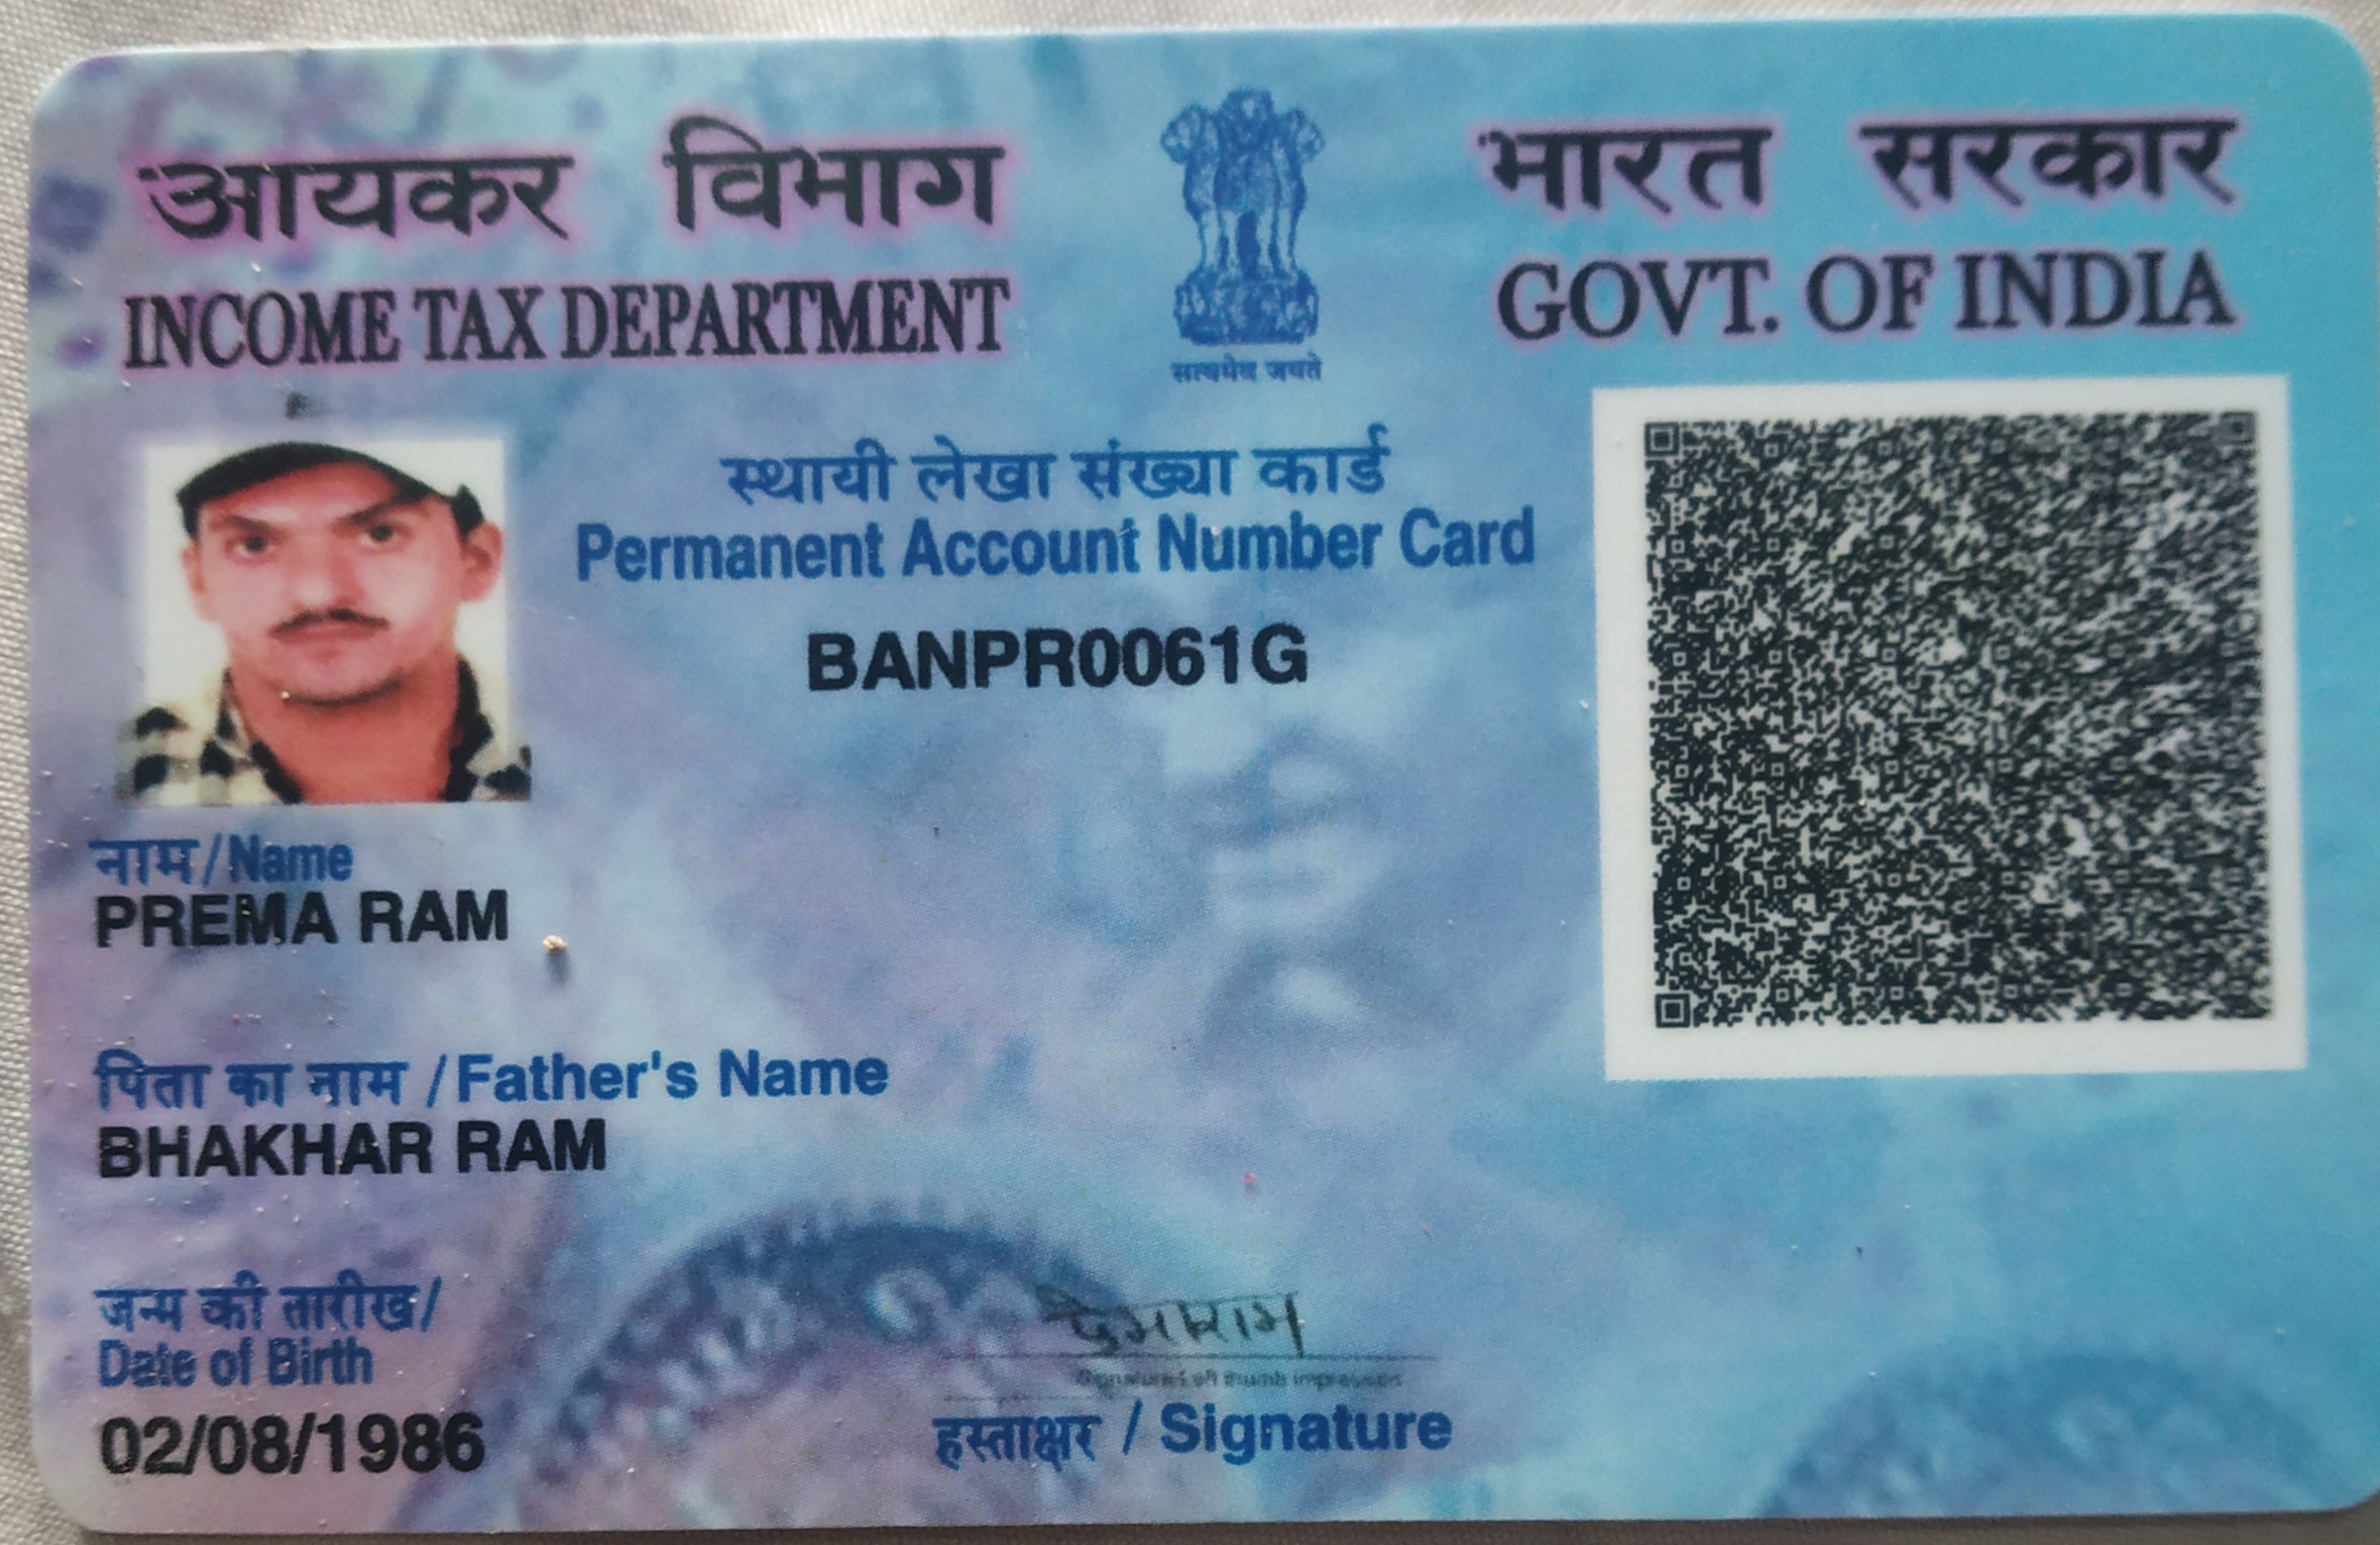 आयकर विभाग
INCOME TAX DEPARTMENT
भारत सरकार
GOVT. OF INDIA
सत्यमेव जयते
स्थायी लेखा संख्या कार्ड
Permanent Account Number Card
BANPR0061G
नाम/Name
PREMA RAM
पिता का नाम/Father's Name
BHAKHAR RAM
जन्म की तारीख/
Date of Birth
02/08/1986
प्रेमाराम
Signature/Left thumb impression
हस्ताक्षर/Signature